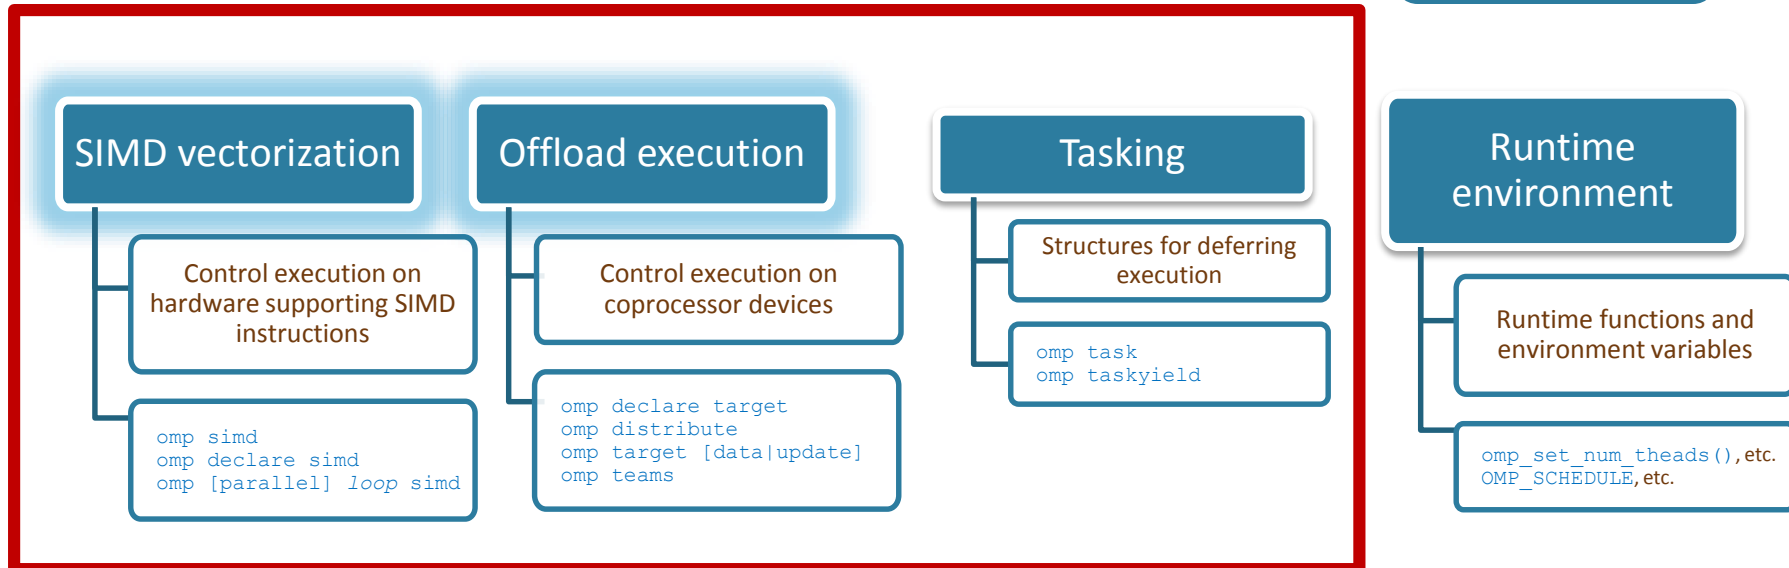 SIMD vectorization
Control execution on
hardware supporting SIMD
instructions
omp simd
omp declare simd
omp [parallel] loop simd
Offload execution
Control execution on
coprocessor devices
omp declare target
omp distribute
omp target [data|update]
omp teams
Tasking
Structures for deferring
execution
omp task
omp taskyield
Runtime
environment
Runtime functions and
environment variables
omp_set_num_theads(), etc.
OMP_SCHEDULE, etc.